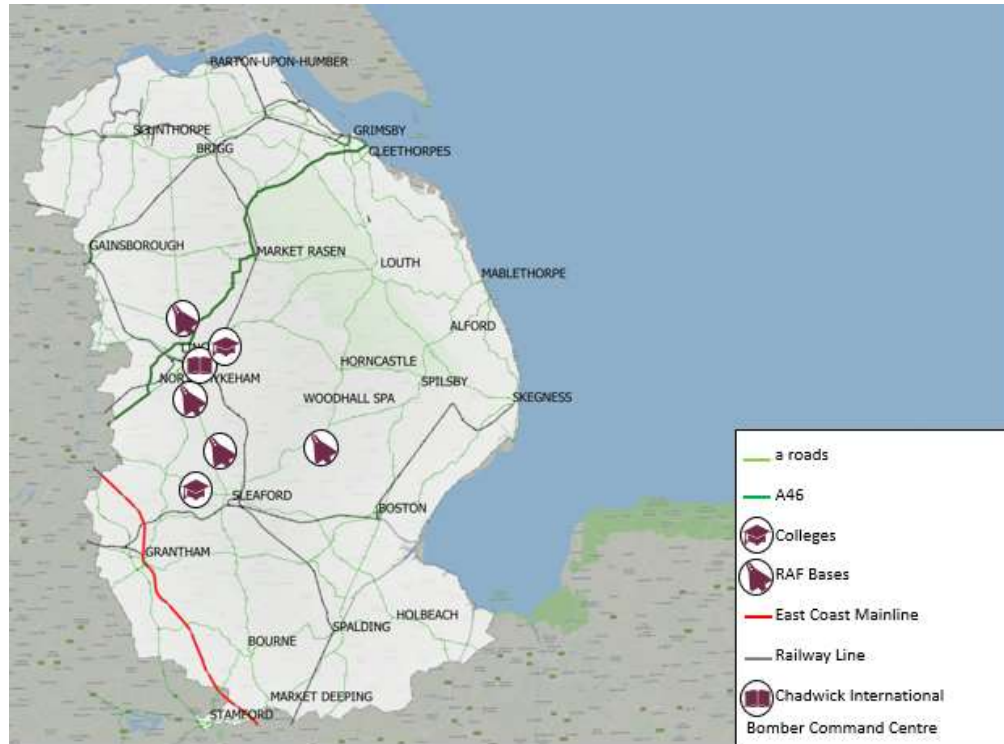 BARTON-UPON-HUMBER
GRIMSBY
CLEETHORPES
BRIGG
GAINSBOROUGH
MARKET RASEN
LOUTH
MABLETHORPE
ALFORD
HORNCASTLE
SPILSBY
WOODHALL SPA
SKEGNESS
SLEAFORD
BOSTON
GRANTHAM
HOLBEACH
SPALDING
BOURNE
MARKET DEEPING
STAMFORD
a roads
A46
Colleges
RAF Bases
East Coast Mainline
Railway Line
Chadwick International
Bomber Command Centre